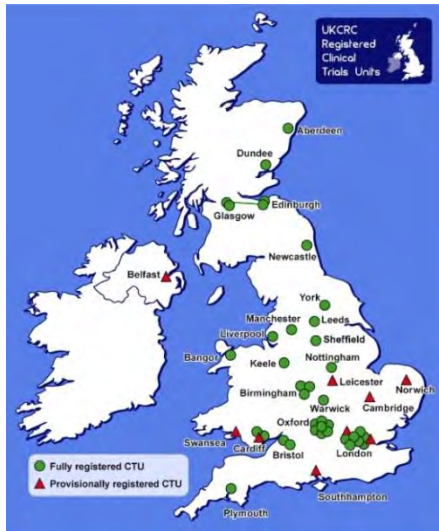 UKCRC
Registered
Clinical
Trials Units
Aberdeen
Dundee
Glasgow
Edinburgh
Newcastle
Belfast
York
Manchester
Leeds
Liverpool
Sheffield
Bangor
Keele
Nottingham
Leicester
Norwich
Birmingham
Cambridge
Warwick
Oxford
Swansea
Cardiff
Bristol
London
Fully registered CTU
Provisionally registered CTU
Southhampton
Plymouth